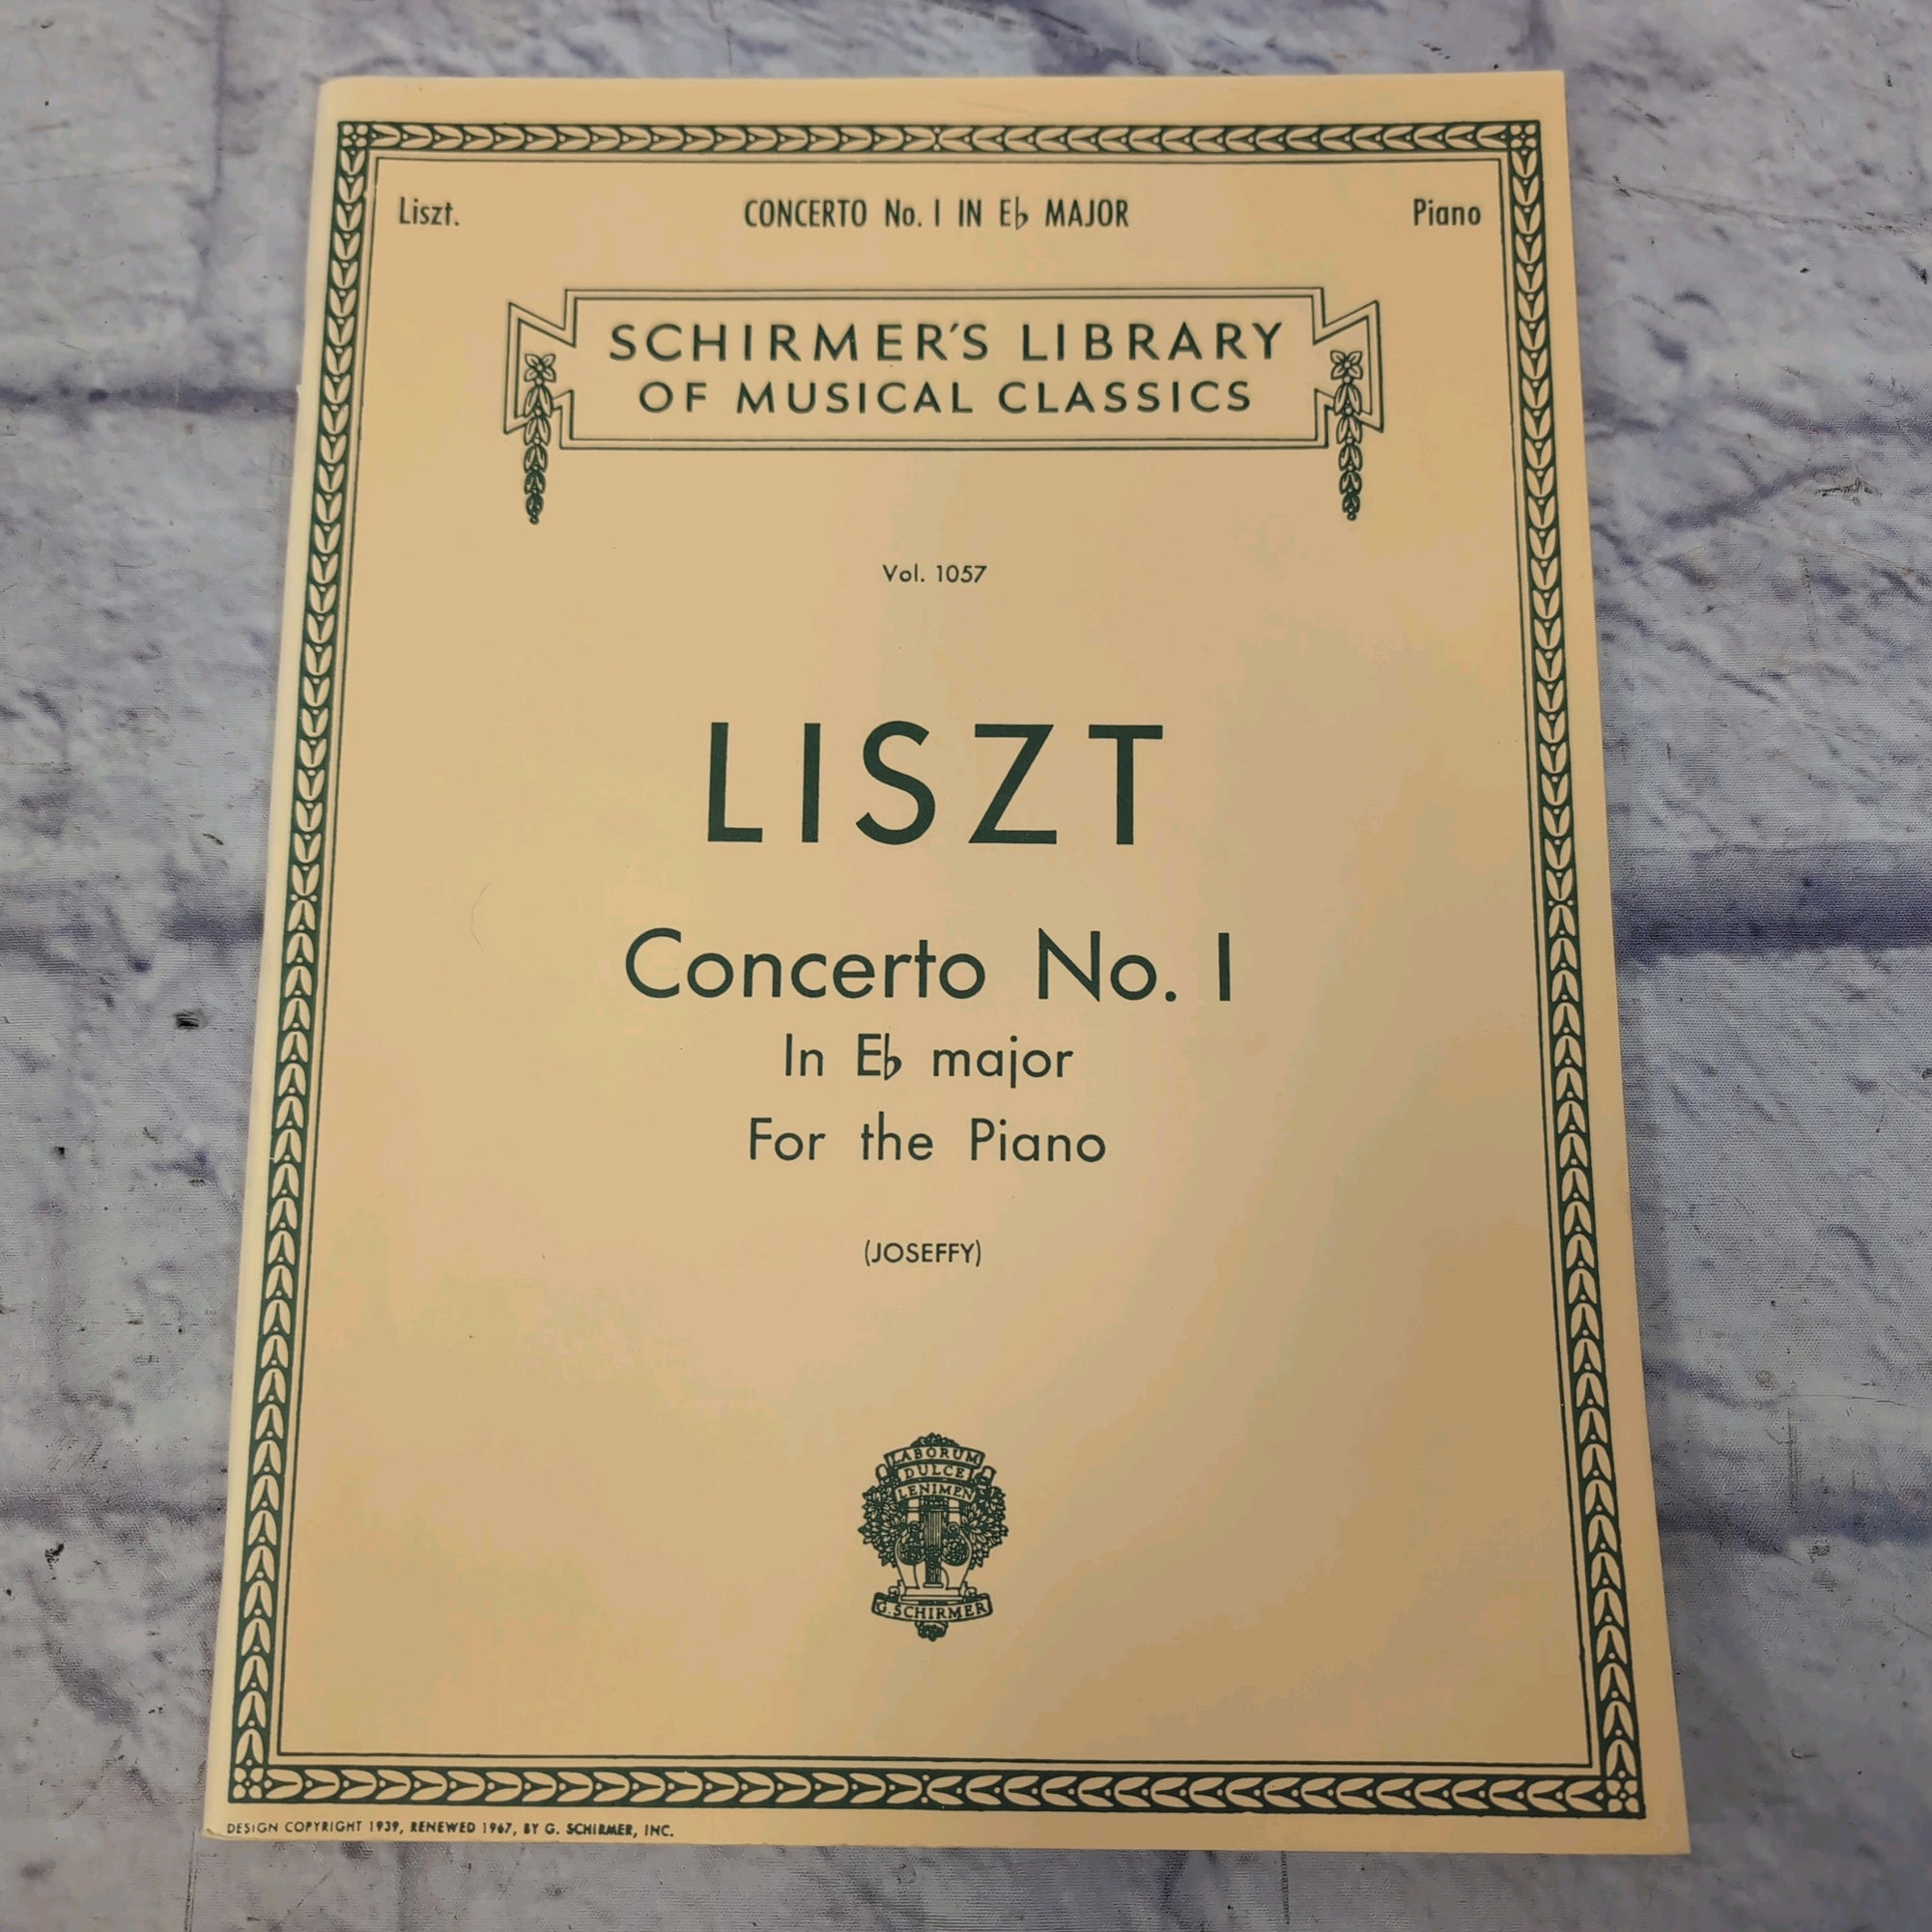 Liszt. CONCERTO No. I IN E♭ MAJOR Piano
SCHIRMER'S LIBRARY
OF MUSICAL CLASSICS
Vol. 1057
LISZT
Concerto No. I
In E♭ major
For the Piano
(JOSEFFY)
LABORUM
DULCE
LENIMEN
G. SCHIRMER
DESIGN COPYRIGHT 1939, RENEWED 1967, BY G. SCHIRMER, INC.